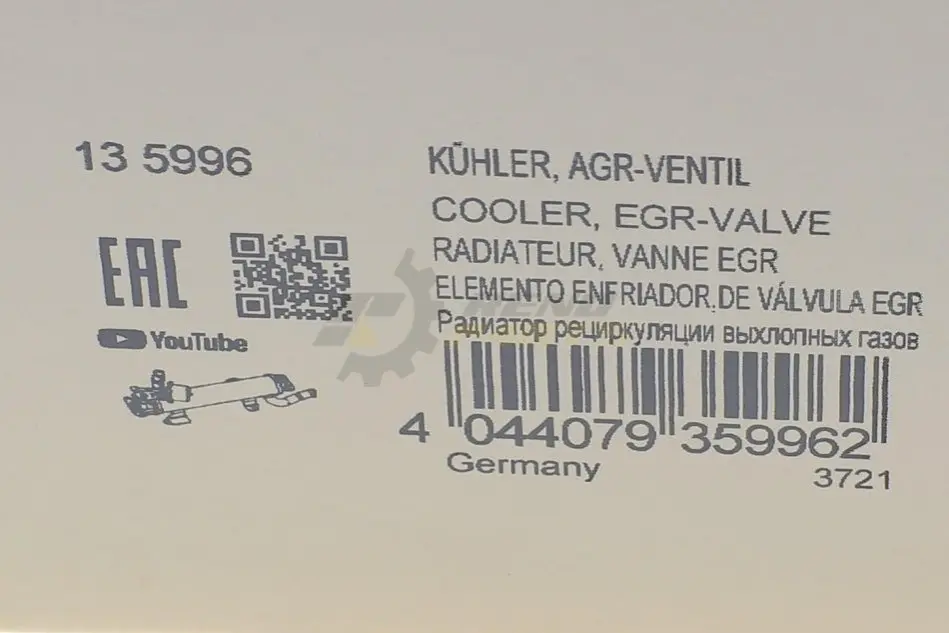 13 5996
EAC
YouTube
KÜHLER, AGR-VENTIL
COOLER, EGR-VALVE
RADIATEUR, VANNE EGR
ELEMENTO ENFRIADOR.DE VÁLVULA EGR
Радиатор рециркуляции выхлопных газов
4 044079 359962
Germany
3721